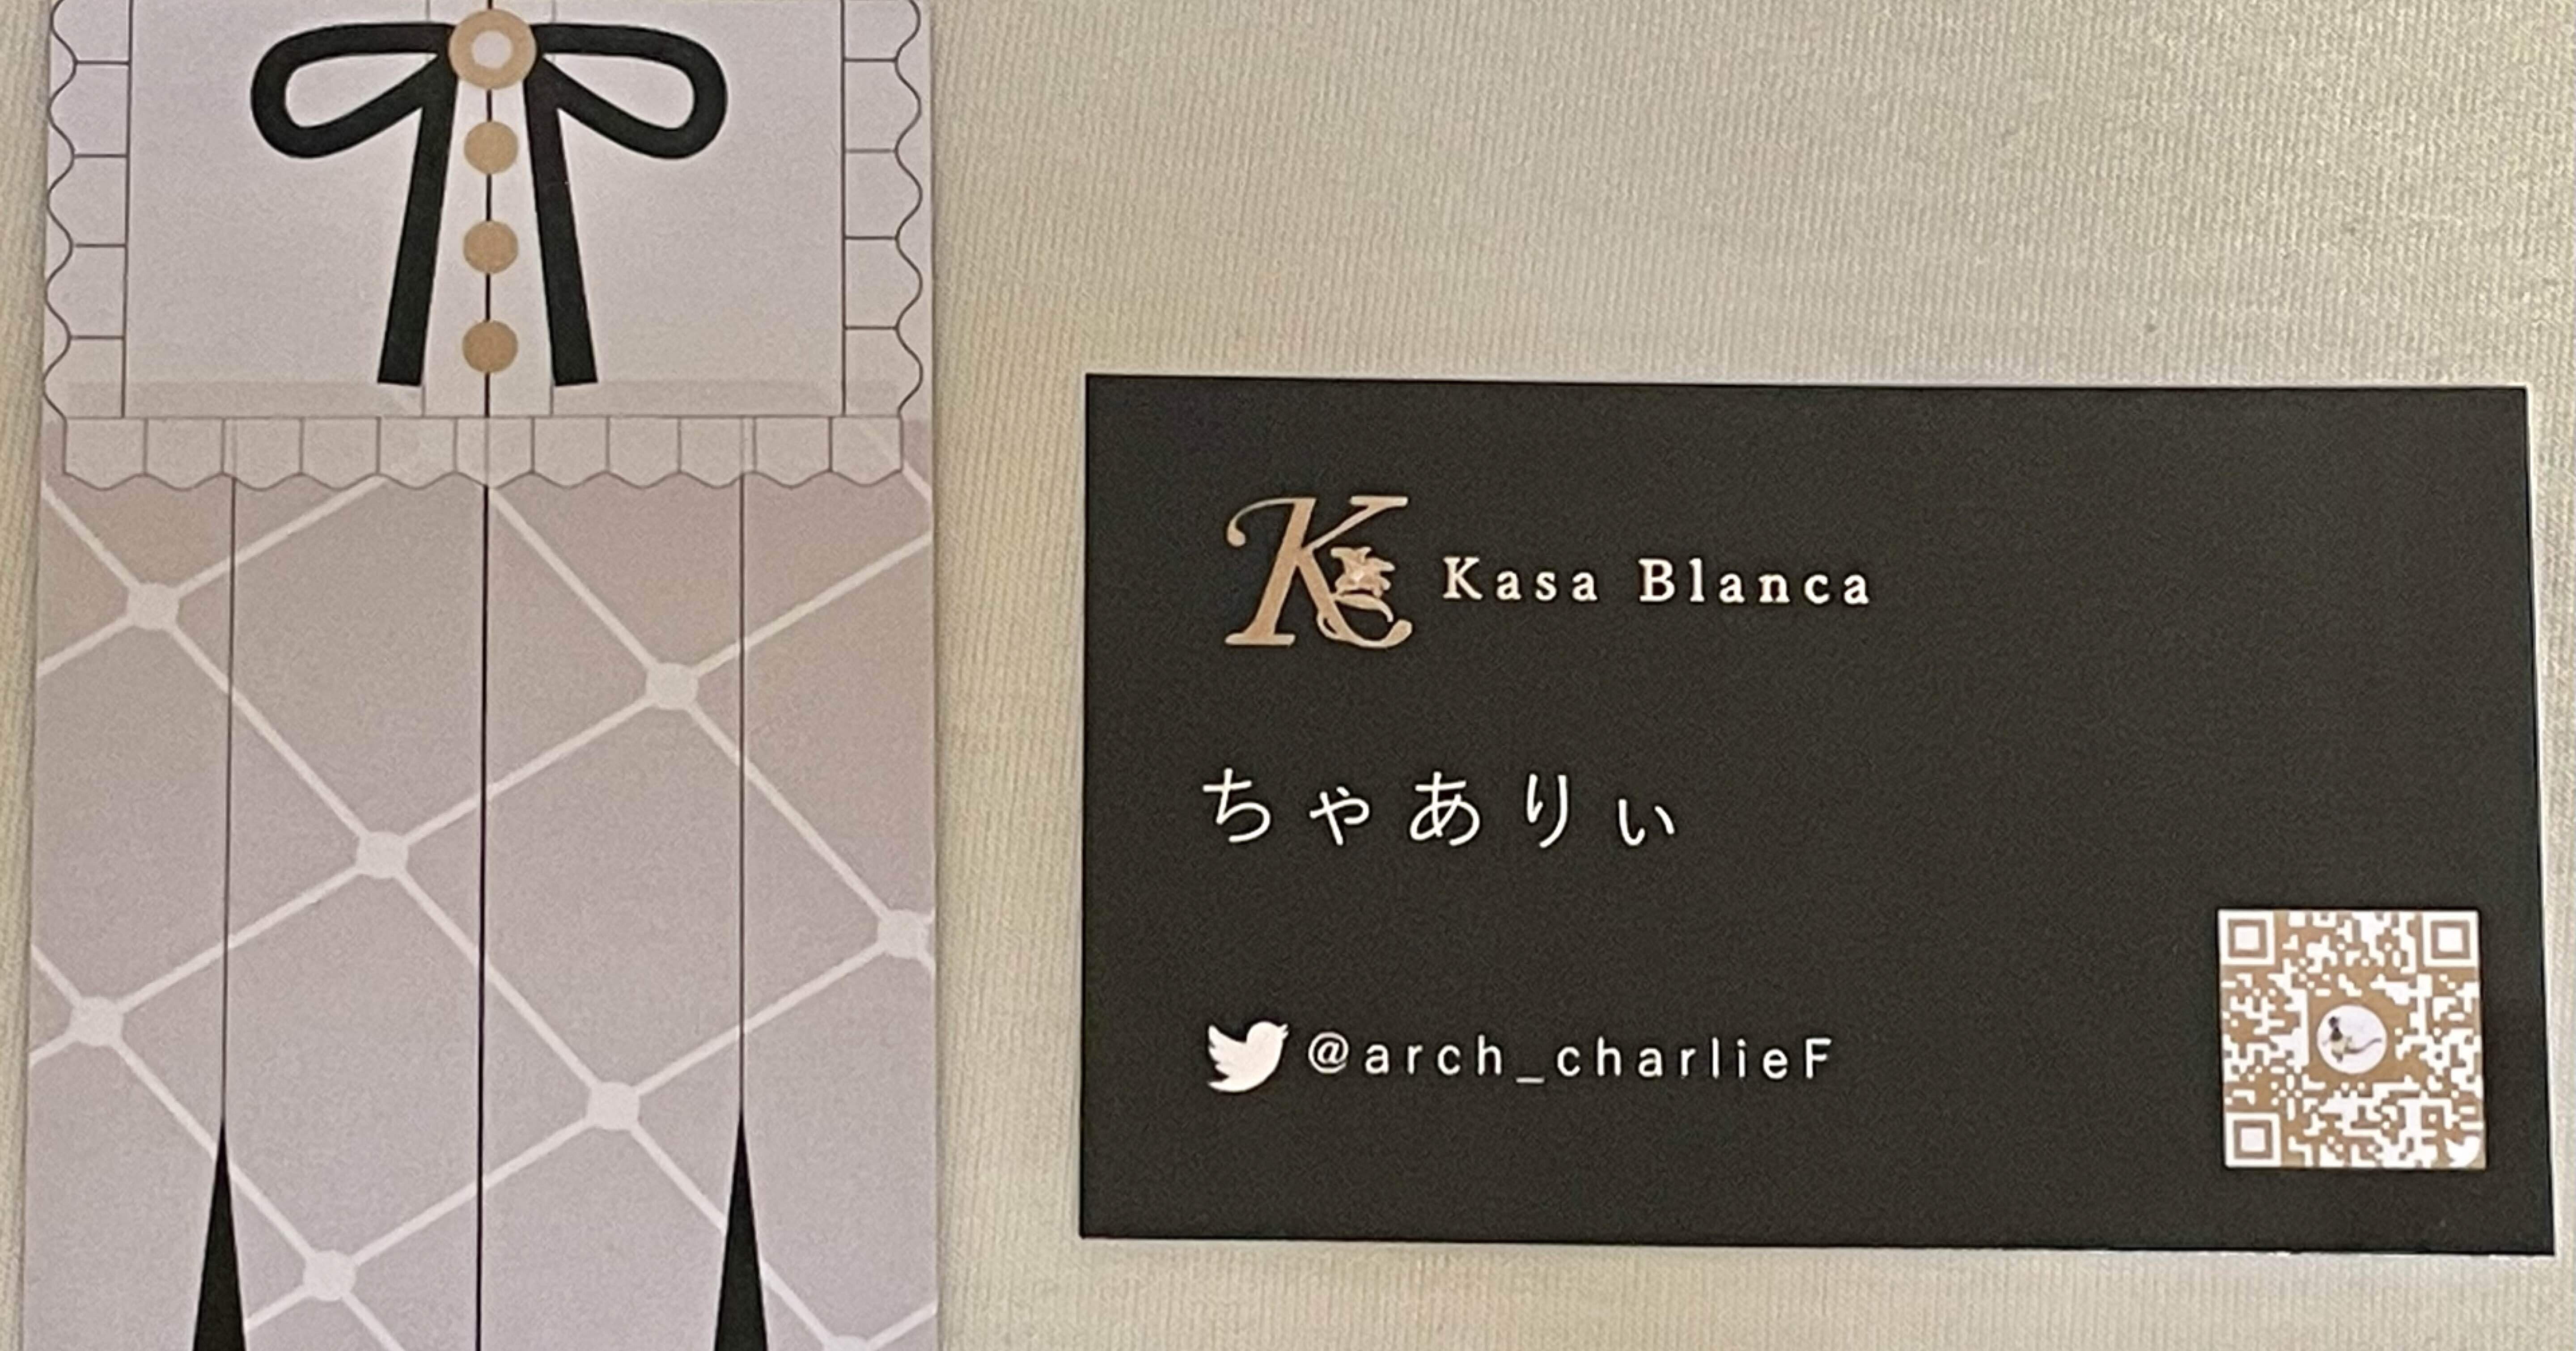 Kasa Blanca
ちゃありぃ
@arch_charlieF